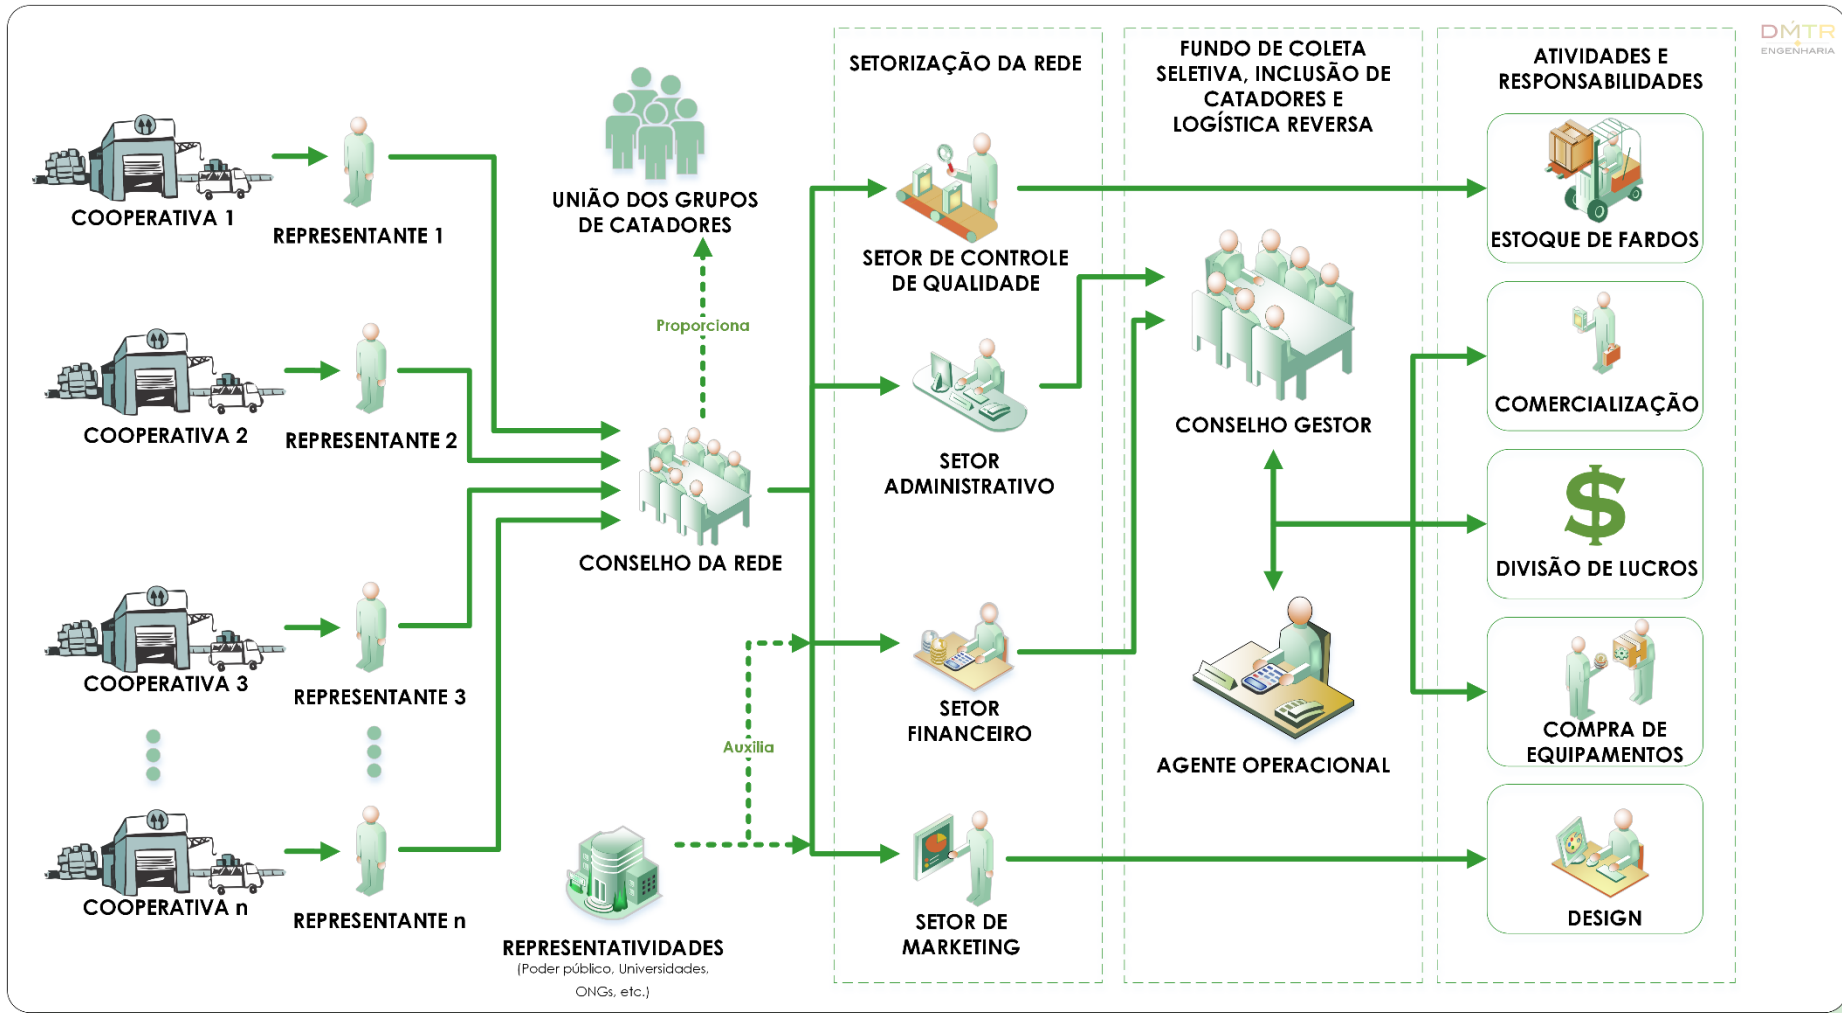 DMTR
ENGENHARIA
SETORIZAÇÃO DA REDE
FUNDO DE COLETA
SELETIVA, INCLUSÃO DE
CATADORES E
LOGÍSTICA REVERSA
ATIVIDADES E
RESPONSABILIDADES
COOPERATIVA 1
REPRESENTANTE 1
UNIÃO DOS GRUPOS
DE CATADORES
Proporciona
COOPERATIVA 2
REPRESENTANTE 2
CONSELHO DA REDE
COOPERATIVA 3
REPRESENTANTE 3
Auxilia
COOPERATIVA n
REPRESENTANTE n
REPRESENTATIVIDADES
(Poder público, Universidades,
ONGs, etc.)
SETOR DE CONTROLE
DE QUALIDADE
SETOR
ADMINISTRATIVO
SETOR
FINANCEIRO
SETOR DE
MARKETING
CONSELHO GESTOR
AGENTE OPERACIONAL
ESTOQUE DE FARDOS
COMERCIALIZAÇÃO
$
DIVISÃO DE LUCROS
COMPRA DE
EQUIPAMENTOS
DESIGN